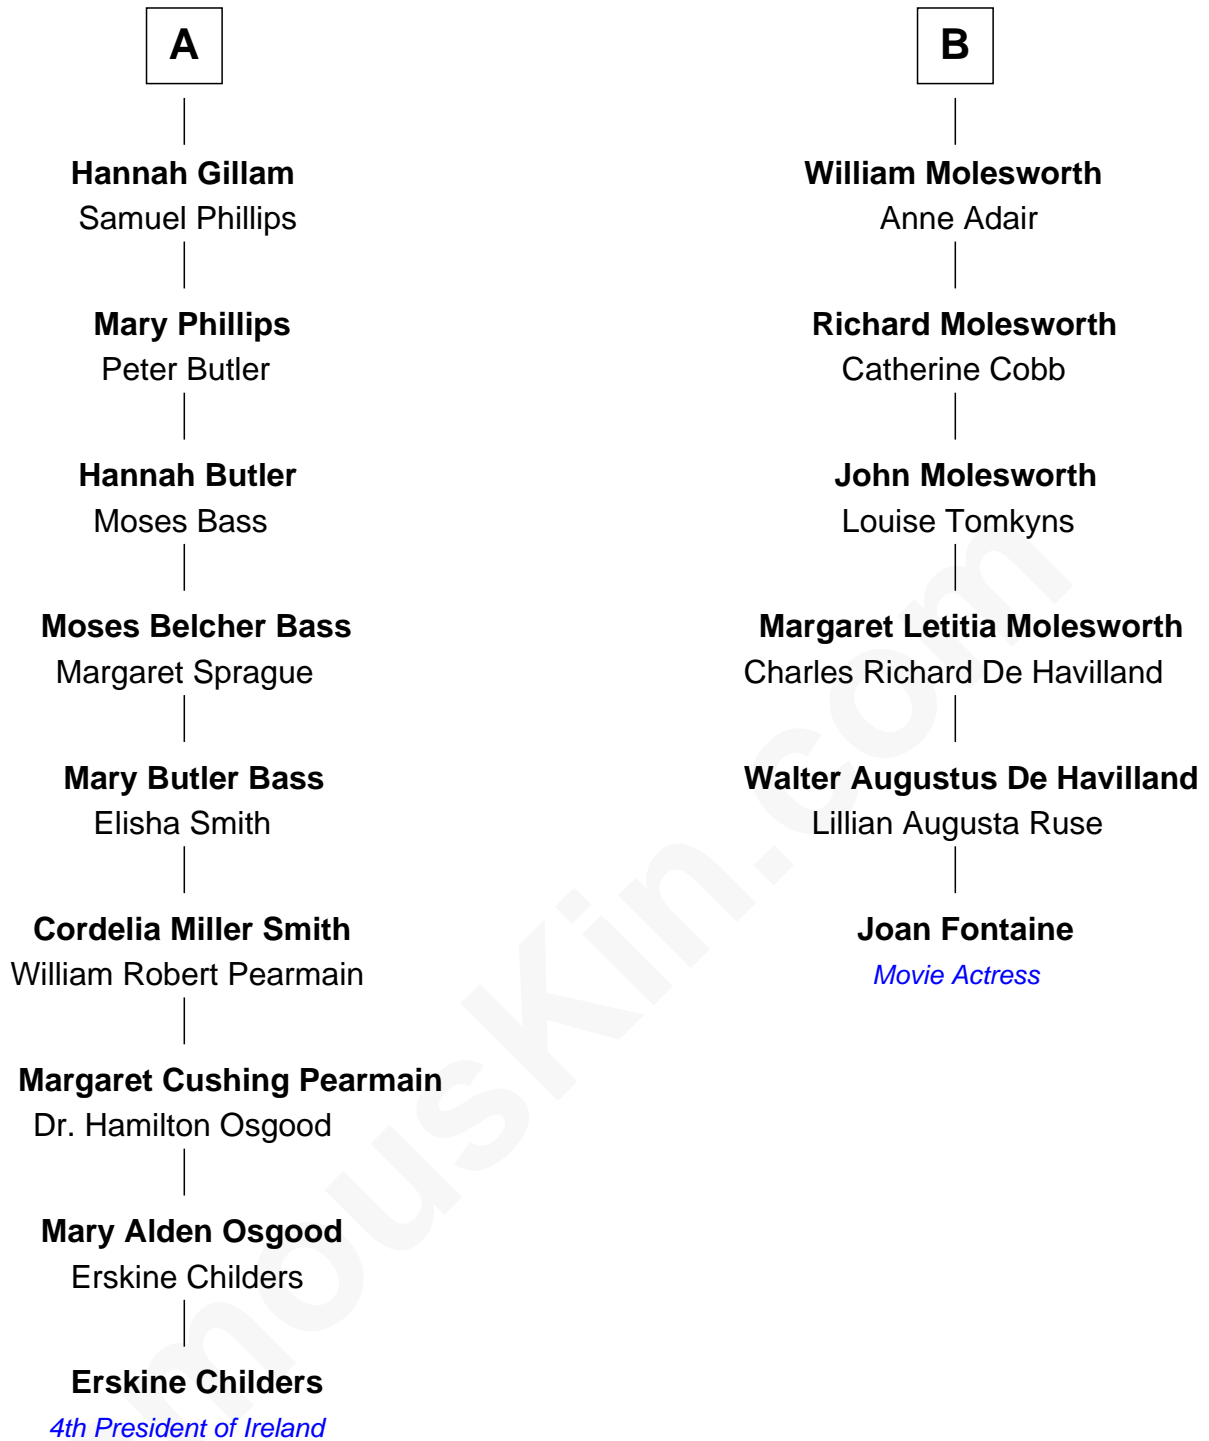 A
Hannah Gillam
Samuel Phillips
Mary Phillips
Peter Butler
Hannah Butler
Moses Bass
Moses Belcher Bass
Margaret Sprague
Mary Butler Bass
Elisha Smith
Cordelia Miller Smith
William Robert Pearmain
Margaret Cushing Pearmain
Dr. Hamilton Osgood
Mary Alden Osgood
Erskine Childers
Erskine Childers
4th President of Ireland
B
William Molesworth
Anne Adair
Richard Molesworth
Catherine Cobb
John Molesworth
Louise Tomkyns
Margaret Letitia Molesworth
Charles Richard De Havilland
Walter Augustus De Havilland
Lillian Augusta Ruse
Joan Fontaine
Movie Actress
mouskin.com